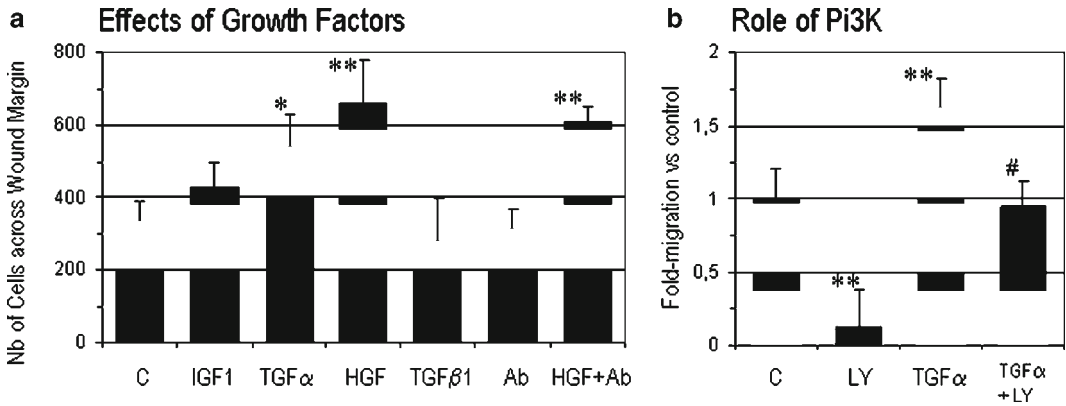 a Effects of Growth Factors
Nb of Cells across Wound Margin
800
600
400
200
0
**
*
**
C IGF1 TGFα HGF TGFβ1 Ab HGF+Ab
b Role of Pi3K
Fold-migration vs control
2
1,5
1
0,5
0
**
#
**
C LY TGFα TGFα
+LY